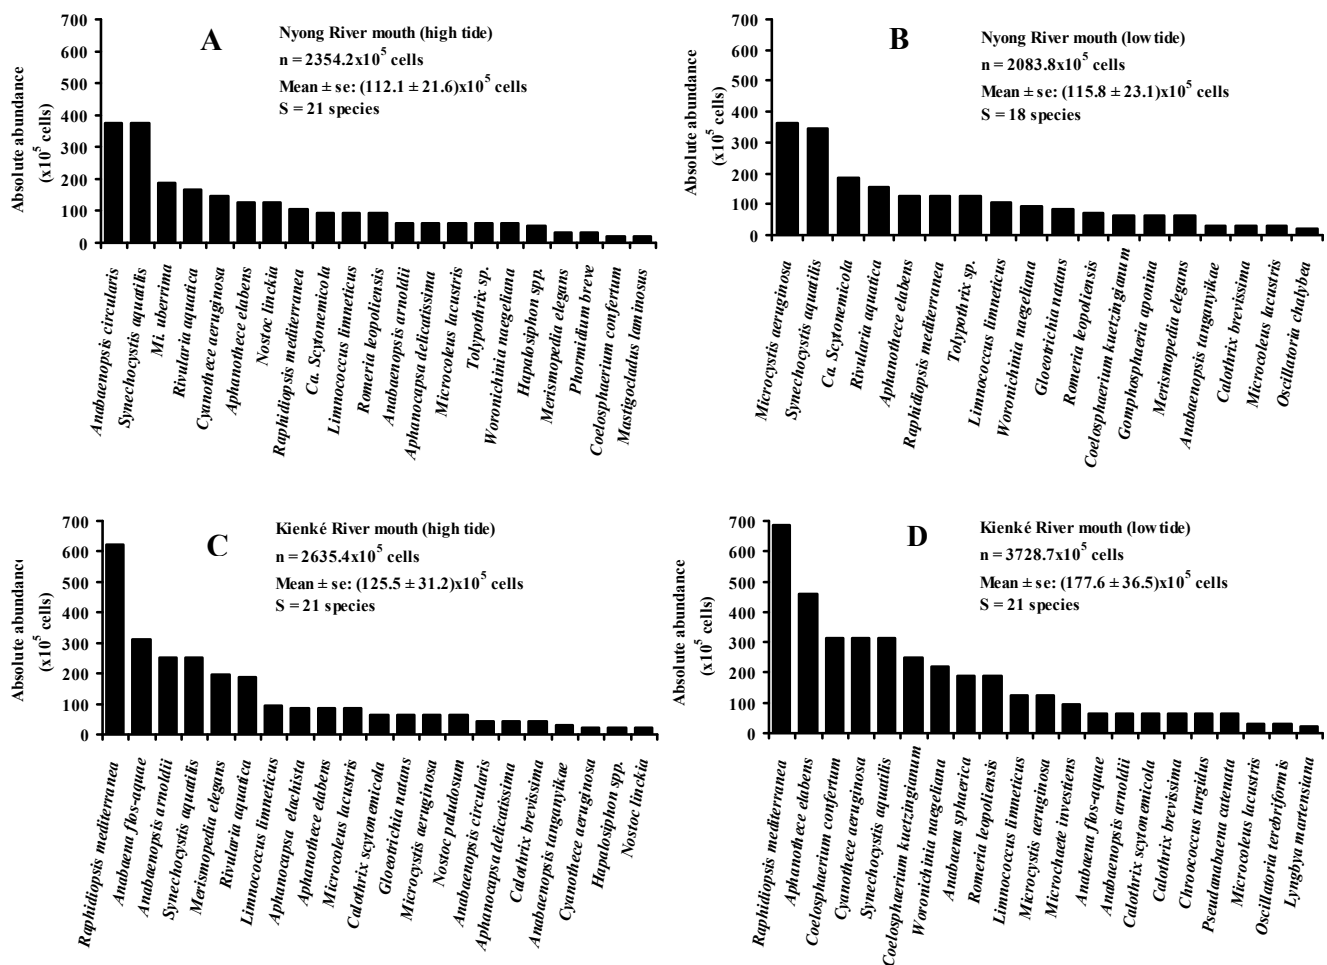 A
Nyong River mouth (high tide)
n = 2354.2x10⁵ cells
Mean ± se: (112.1 ± 21.6)x10⁵ cells
S = 21 species
Absolute abundance
(x10⁵ cells)
700
600
500
400
300
200
100
0
Anabaenopsis circularis
Synechocystis aquatilis
Mi. uberrima
Rivularia aquatica
Cyanothece aeruginosa
Aphanothece elabens
Nostoc linckia
Raphidiopsis mediterranea
Ca. Scytonemicola
Limnococcus limneticus
Romeria leopoliensis
Anabaenopsis arnoldii
Aphanocapsa delicatissima
Microcoleus lacustris
Tolypothrix sp.
Woronichinia naegeliana
Hapalosiphon spp.
Merismopedia elegans
Phormidium breve
Coelosphaerium confertum
Mastigocladus laminosus
B
Nyong River mouth (low tide)
n = 2083.8x10⁵ cells
Mean ± se: (115.8 ± 23.1)x10⁵ cells
S = 18 species
Absolute abundance
(x10⁵ cells)
700
600
500
400
300
200
100
0
Microcystis aeruginosa
Synechocystis aquatilis
Ca. Scytonemicola
Rivularia aquatica
Aphanothece elabens
Raphidiopsis mediterranea
Tolypothrix sp.
Limnococcus limneticus
Woronichinia naegeliana
Gloeotrichia natans
Romeria leopoliensis
Coelosphaerium kuetzingianum
Gomphosphaeria aponina
Merismopedia elegans
Anabaenopsis tanganyikae
Calothrix brevissima
Microcoleus lacustris
Oscillatoria chalybea
C
Kienké River mouth (high tide)
n = 2635.4x10⁵ cells
Mean ± se: (125.5 ± 31.2)x10⁵ cells
S = 21 species
Absolute abundance
(x10⁵ cells)
700
600
500
400
300
200
100
0
Raphidiopsis mediterranea
Anabaena flos-aquae
Anabaenopsis arnoldii
Synechocystis aquatilis
Merismopedia elegans
Rivularia aquatica
Limnococcus limneticus
Aphanocapsa elachista
Aphanothece elabens
Microcoleus lacustris
Calothrix scytonemicola
Gloeotrichia natans
Microcystis aeruginosa
Nostoc paludosum
Anabaenopsis circularis
Aphanocapsa delicatissima
Calothrix brevissima
Anabaenopsis tanganyikae
Cyanothece aeruginosa
Hapalosiphon spp.
Nostoc linckia
D
Kienké River mouth (low tide)
n = 3728.7x10⁵ cells
Mean ± se: (177.6 ± 36.5)x10⁵ cells
S = 21 species
Absolute abundance
(x10⁵ cells)
700
600
500
400
300
200
100
0
Raphidiopsis mediterranea
Aphanothece elabens
Coelosphaerium confertum
Cyanothece aeruginosa
Synechocystis aquatilis
Coelosphaerium kuetzingianum
Woronichinia naegeliana
Anabaena sphaerica
Romeria leopoliensis
Limnococcus limneticus
Microcystis aeruginosa
Microchaete investiens
Anabaena flos-aquae
Anabaenopsis arnoldii
Calothrix scytonemicola
Calothrix brevissima
Chroococcus turgidus
Pseudanabaena catenata
Microcoleus lacustris
Oscillatoria terebriformis
Lyngbya martensiana